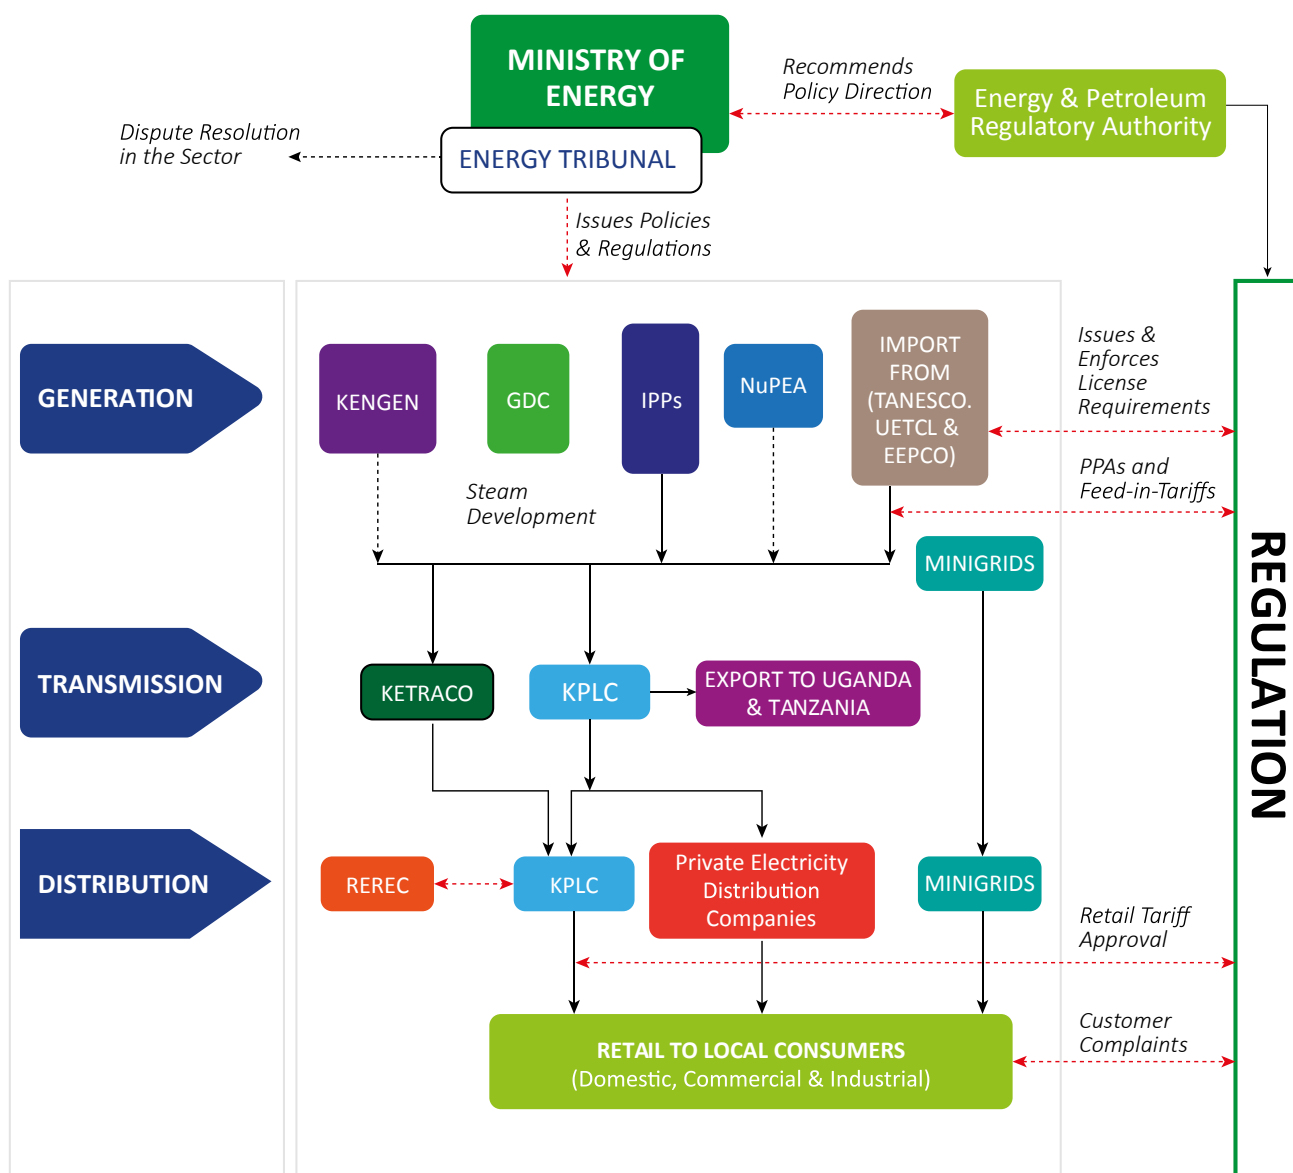 MINISTRY OF
ENERGY
ENERGY TRIBUNAL
Recommends
Policy Direction
Energy & Petroleum
Regulatory Authority
Dispute Resolution
in the Sector
Issues Policies
& Regulations
GENERATION
KENGEN
GDC
IPPs
NuPEA
IMPORT
FROM
(TANESCO.
UETCL &
EEPCO)
Issues &
Enforces
License
Requirements
Steam
Development
PPAs and
Feed-in-Tariffs
MINIGRIDS
REGULATION
TRANSMISSION
KETRACO
KPLC
EXPORT TO UGANDA
& TANZANIA
DISTRIBUTION
REREC
KPLC
Private Electricity
Distribution
Companies
MINIGRIDS
Retail Tariff
Approval
RETAIL TO LOCAL CONSUMERS
(Domestic, Commercial & Industrial)
Customer
Complaints